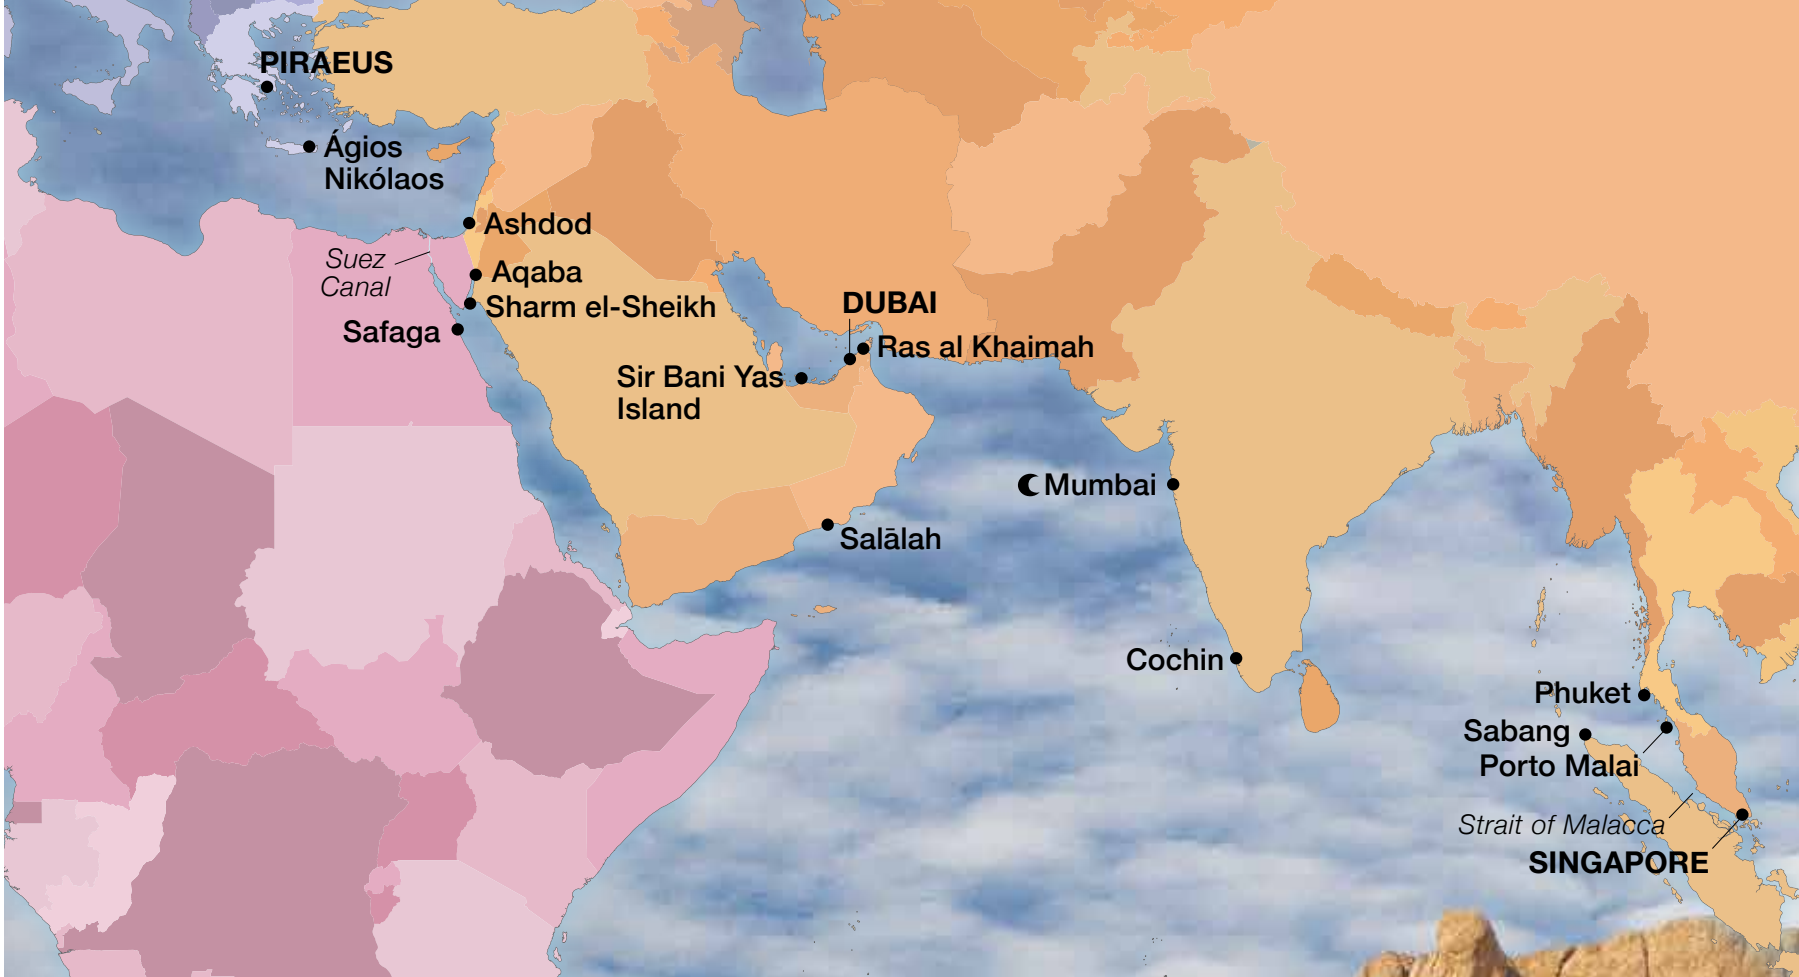 PIRAEUS
Ágios
Nikólaos
Ashdod
Suez
Canal
Aqaba
Sharm el-Sheikh
Safaga
DUBAI
Ras al Khaimah
Sir Bani Yas
Island
Mumbai
Salālah
Cochin
Phuket
Sabang
Porto Malai
Strait of Malacca
SINGAPORE